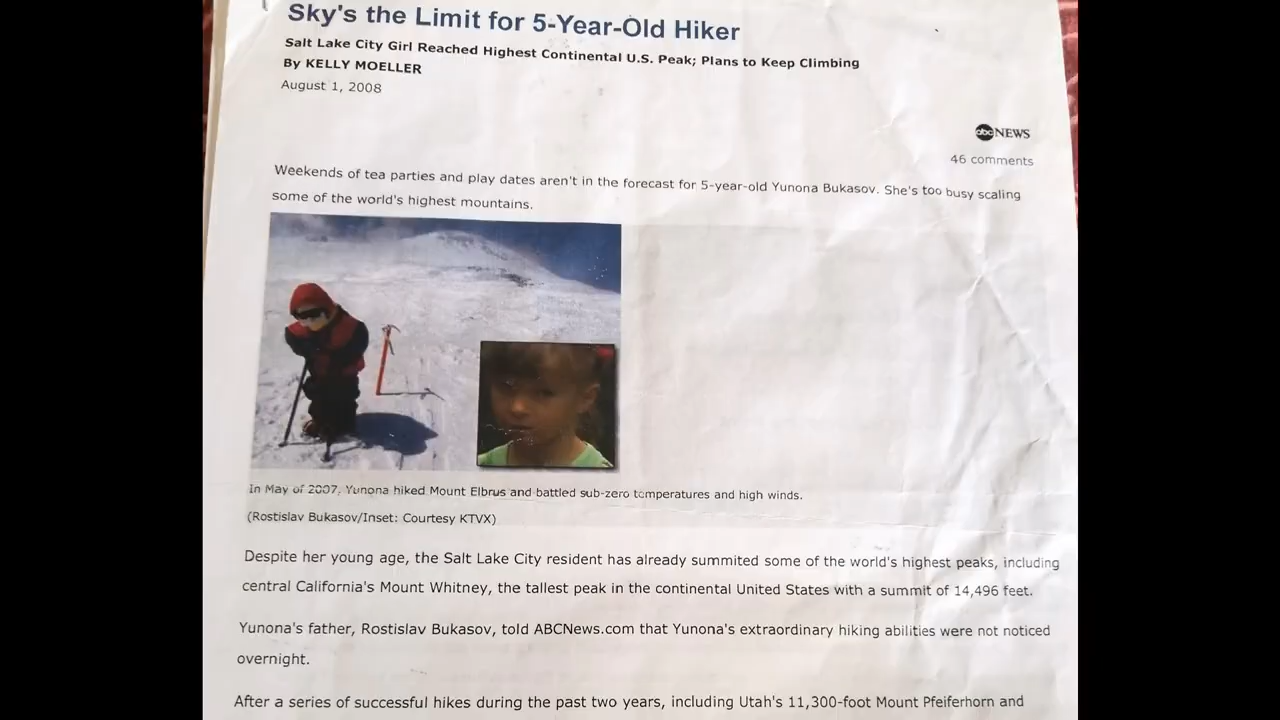 Sky's the Limit for 5-Year-Old Hiker
Salt Lake City Girl Reached Highest Continental U.S. Peak; Plans to Keep Climbing
By KELLY MOELLER
August 1, 2008
abc NEWS
46 comments
Weekends of tea parties and play dates aren't in the forecast for 5-year-old Yunona Bukasov. She's too busy scaling
some of the world's highest mountains.
In May of 2007, Yunona hiked Mount Elbrus and battled sub-zero temperatures and high winds.
(Rostislav Bukasov/Inset: Courtesy KTVX)
Despite her young age, the Salt Lake City resident has already summited some of the world's highest peaks, including
central California's Mount Whitney, the tallest peak in the continental United States with a summit of 14,496 feet.
Yunona's father, Rostislav Bukasov, told ABCNews.com that Yunona's extraordinary hiking abilities were not noticed
overnight.
After a series of successful hikes during the past two years, including Utah's 11,300-foot Mount Pfeiferhorn and